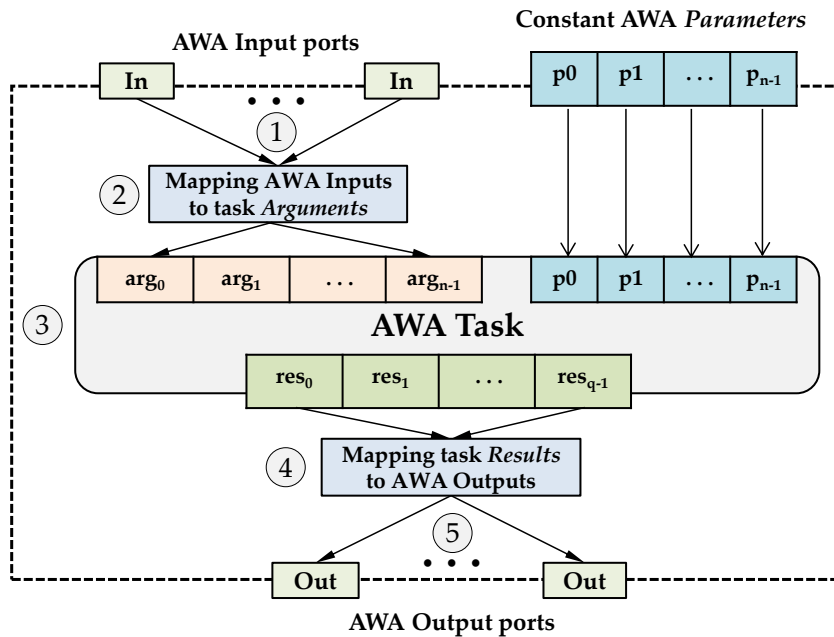 Constant AWA Parameters
AWA Input ports
In ... In
p0 p1 ... pn-1
1
2
Mapping AWA Inputs
to task Arguments
arg0 arg1 ... argn-1
p0 p1 ... pn-1
3
AWA Task
res0 res1 ... resq-1
4
Mapping task Results
to AWA Outputs
5
Out ... Out
AWA Output ports